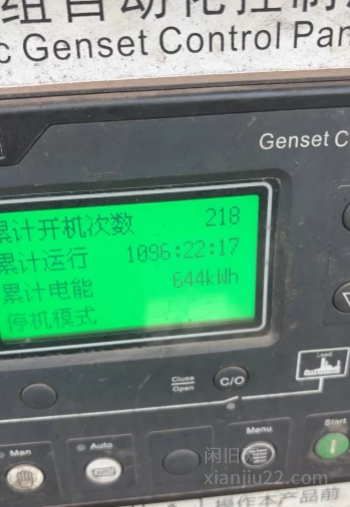 组自动化控制
c Genset Control Pan
Genset C
累计开机次数 218
累计运行 1096:22:17
累计电能 644kWh
停机模式
Close
Open
C/O
Load
Man
Auto
AUTO
Menu
Start
I
闲旧网
xianjiu22.com
操作本产品前